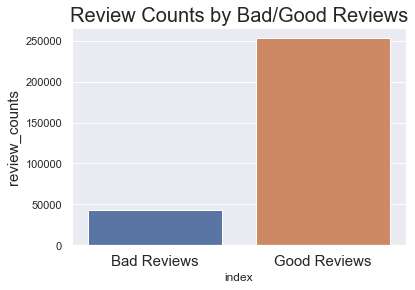 Review Counts by Bad/Good Reviews
250000
200000
150000
100000
50000
0
review_counts
Bad Reviews Good Reviews
index